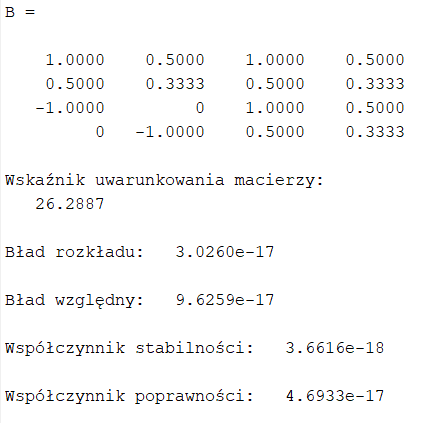 B =
1.0000 0.5000 1.0000 0.5000
0.5000 0.3333 0.5000 0.3333
-1.0000 0 1.0000 0.5000
0 -1.0000 0.5000 0.3333
Wskaźnik uwarunkowania macierzy:
26.2887
Bład rozkładu: 3.0260e-17
Bład względny: 9.6259e-17
Współczynnik stabilności: 3.6616e-18
Współczynnik poprawności: 4.6933e-17